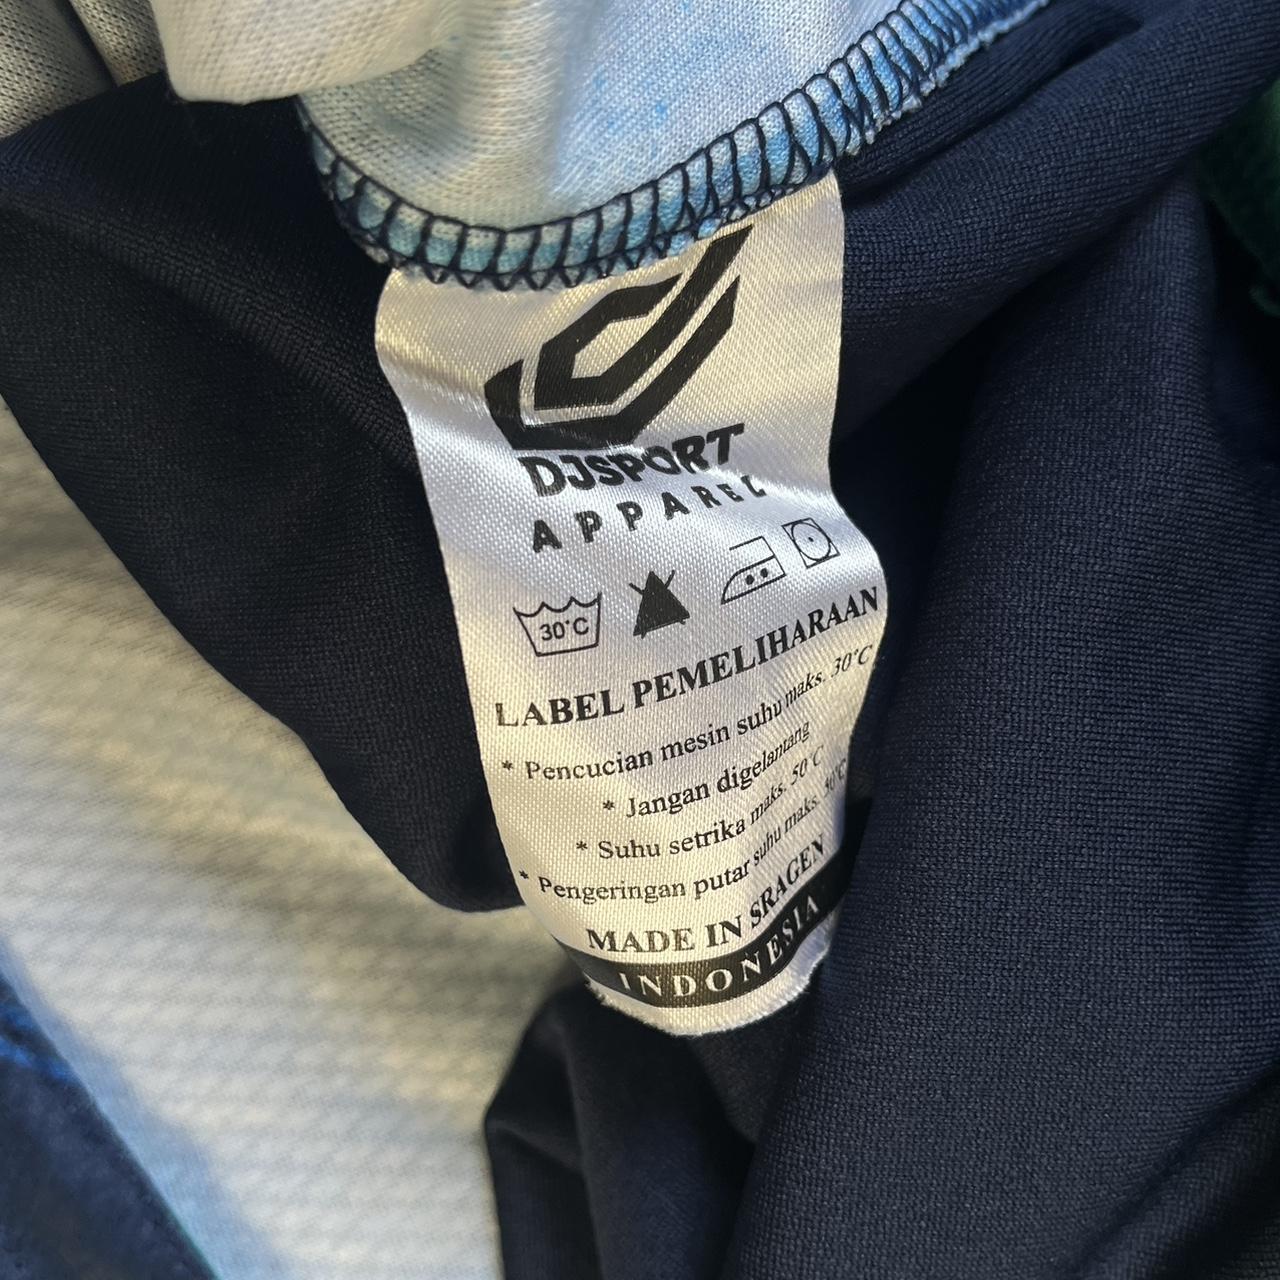 DJSPORT
APPAREL
30°C
LABEL PEMELIHARAAN
* Pencucian mesin suhu maks. 30°C
* Jangan digelantang
* Suhu setrika maks. 50°C
* Pengeringan putar suhu maks.
MADE IN SRAGEN
INDONESIA